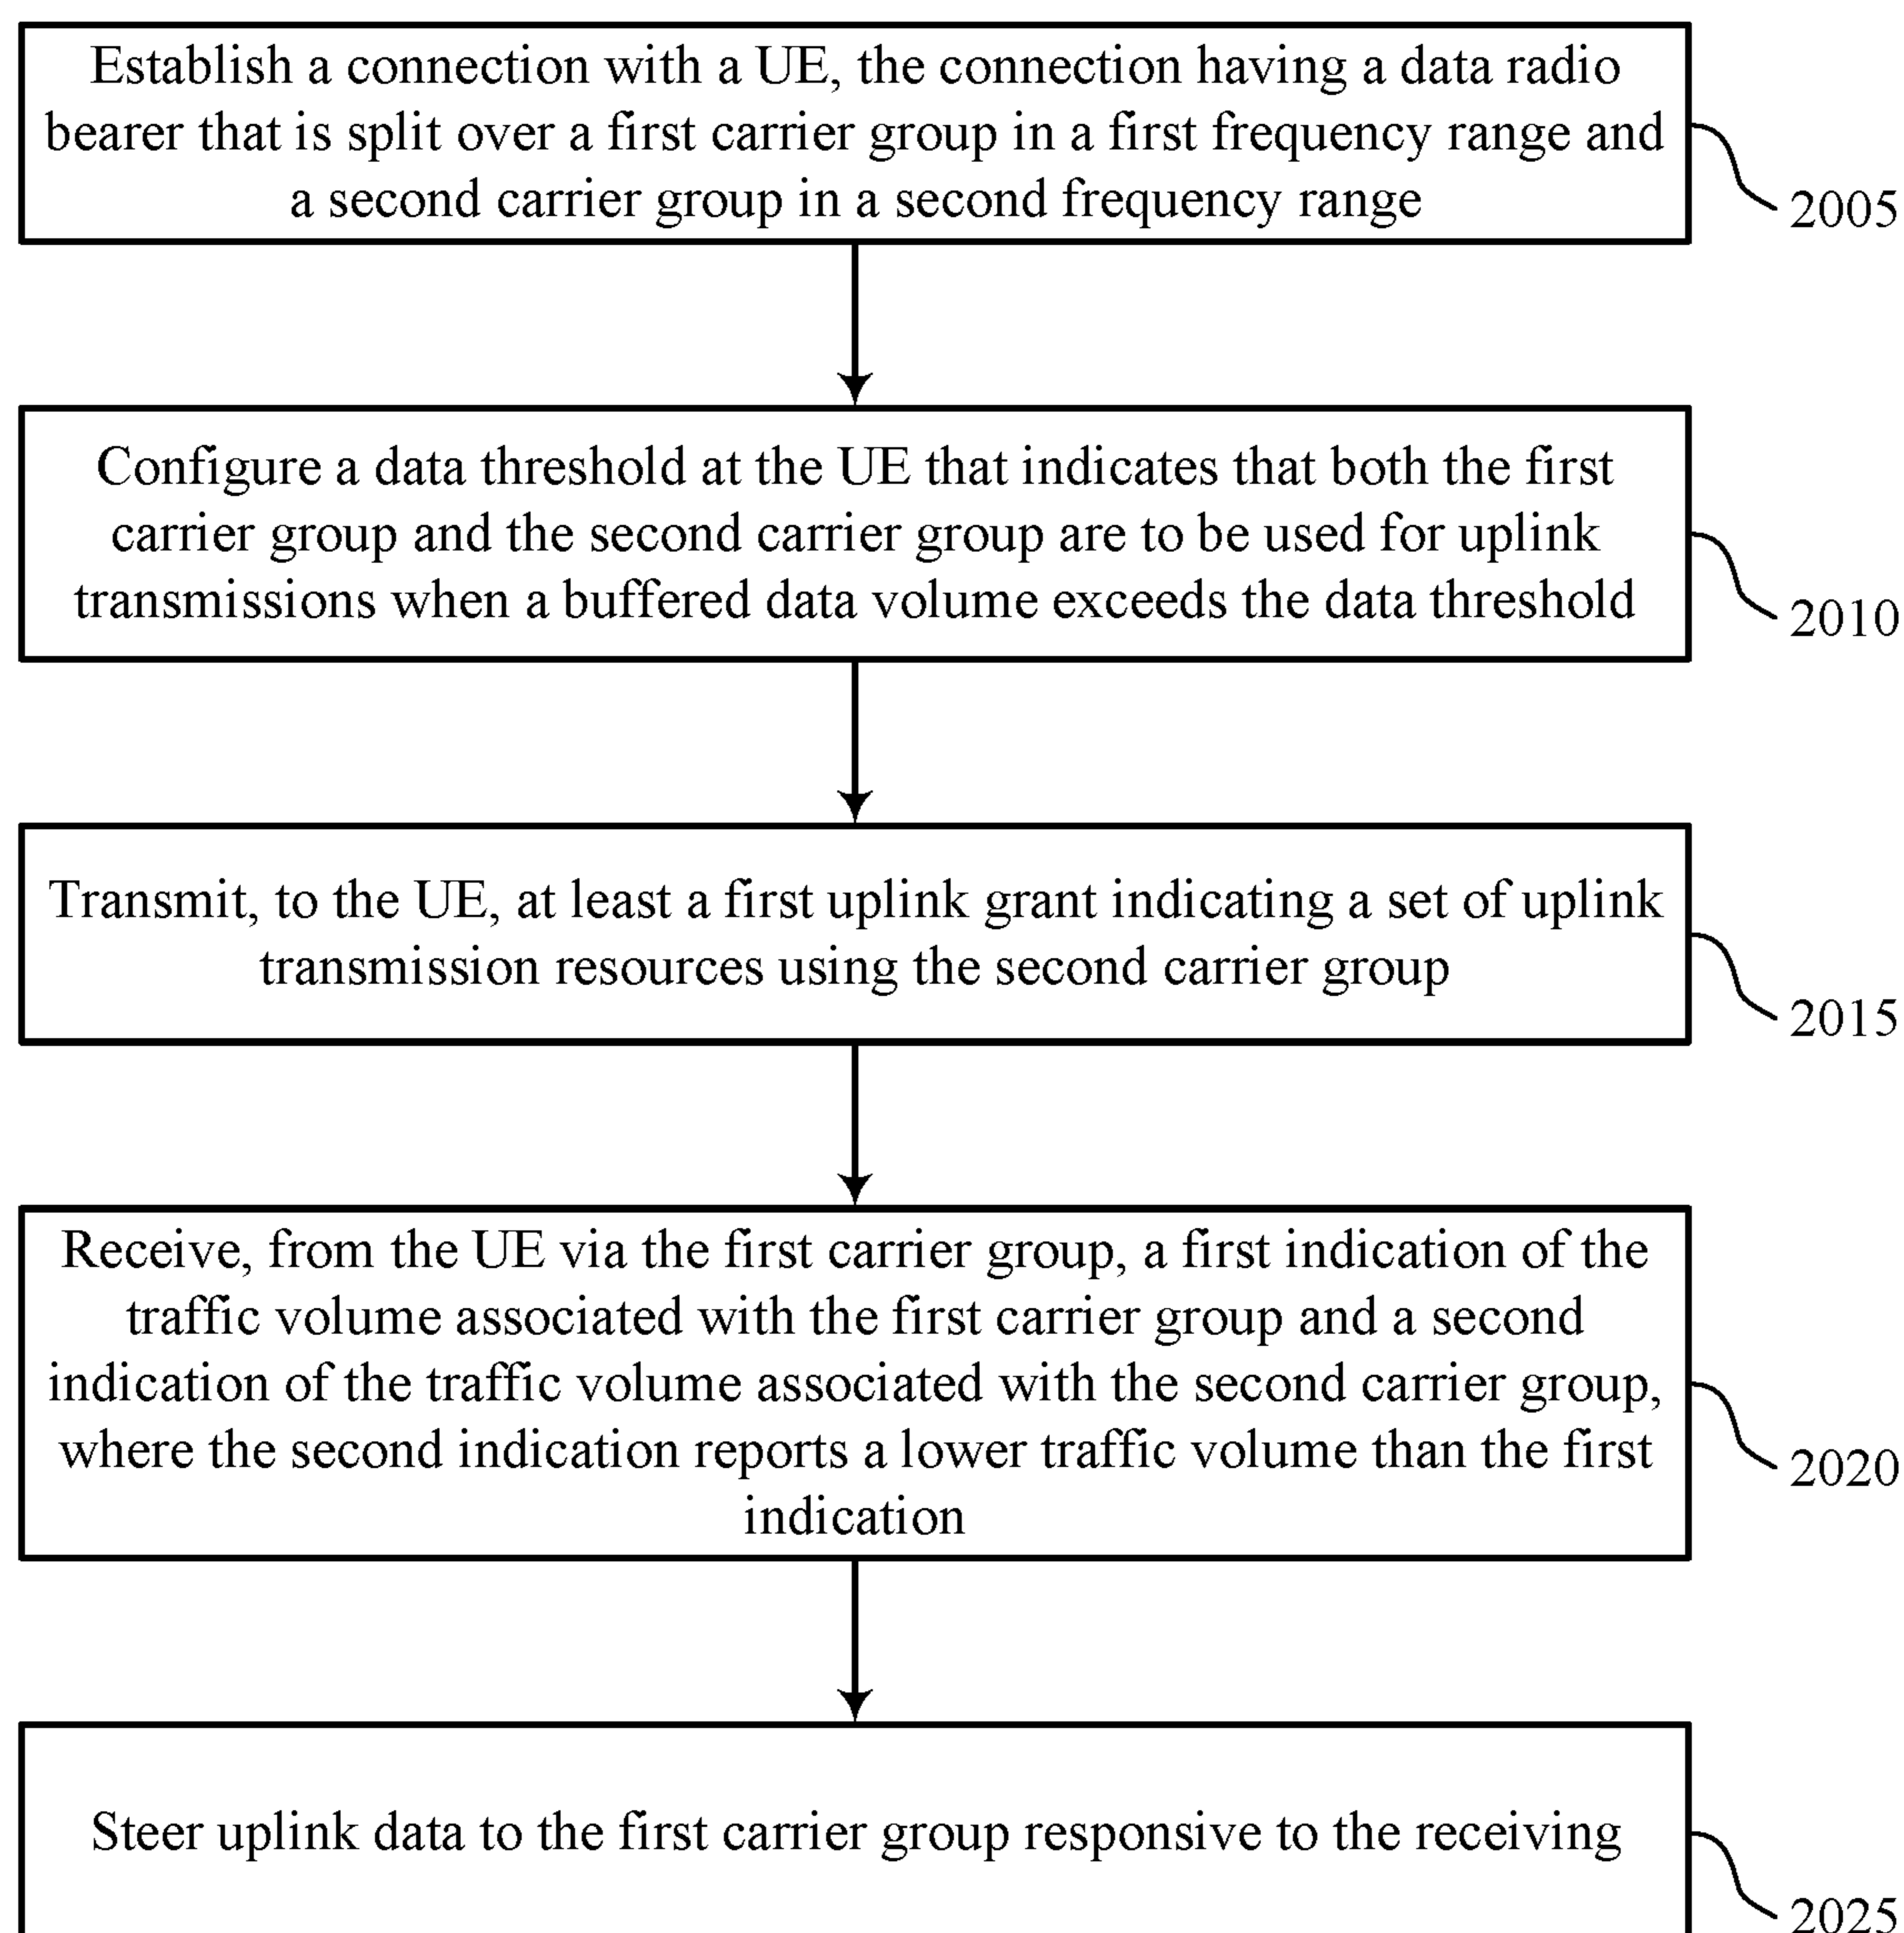 Establish a connection with a UE, the connection having a data radio
bearer that is split over a first carrier group in a first frequency range and
a second carrier group in a second frequency range
2005
Configure a data threshold at the UE that indicates that both the first
carrier group and the second carrier group are to be used for uplink
transmissions when a buffered data volume exceeds the data threshold
2010
Transmit, to the UE, at least a first uplink grant indicating a set of uplink
transmission resources using the second carrier group
2015
Receive, from the UE via the first carrier group, a first indication of the
traffic volume associated with the first carrier group and a second
indication of the traffic volume associated with the second carrier group,
where the second indication reports a lower traffic volume than the first
indication
2020
Steer uplink data to the first carrier group responsive to the receiving
2025